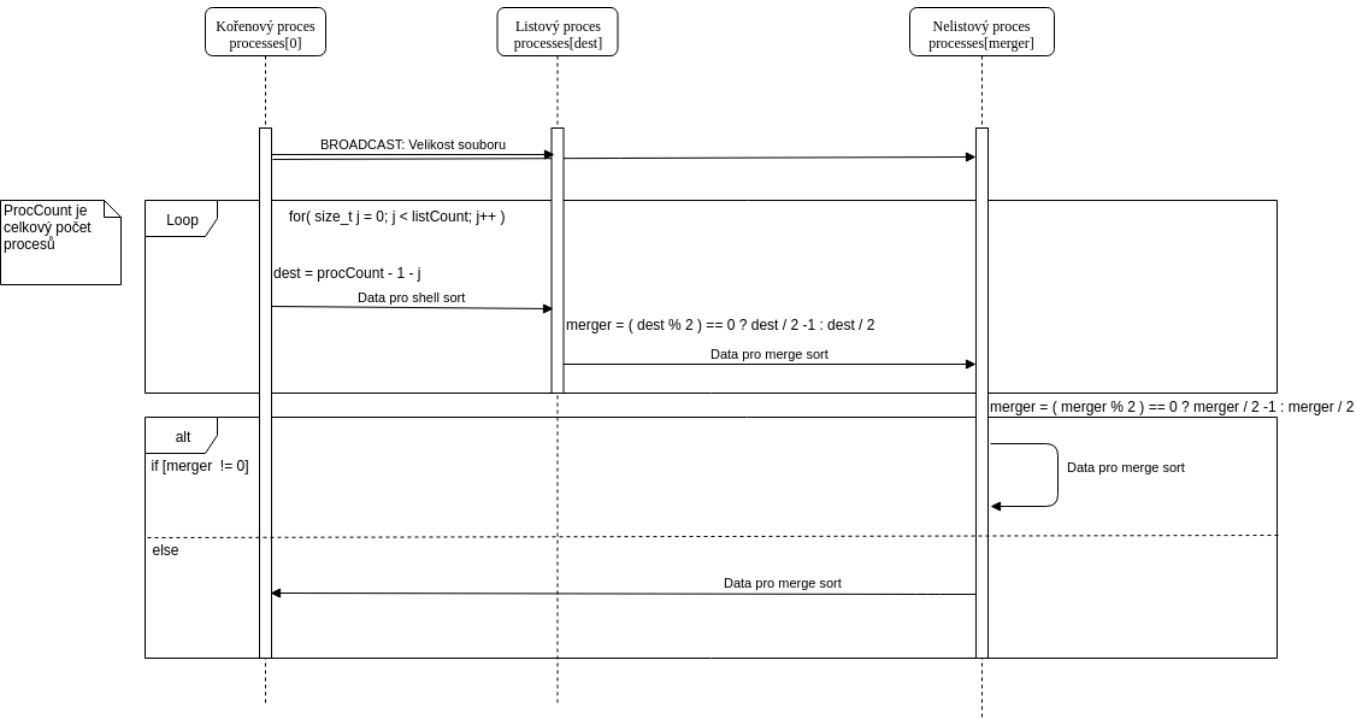 Kořenový proces
processes[0]
Listový proces
processes[dest]
Nelistový proces
processes[merger]
BROADCAST: Velikost souboru
ProcCount je
celkový počet
procesů
Loop
for( size_t j = 0; j < listCount; j++ )
dest = procCount - 1 - j
Data pro shell sort
merger = ( dest % 2 ) == 0 ? dest / 2 -1 : dest / 2
Data pro merge sort
merger = ( merger % 2 ) == 0 ? merger / 2 -1 : merger / 2
alt
if [merger != 0]
Data pro merge sort
else
Data pro merge sort